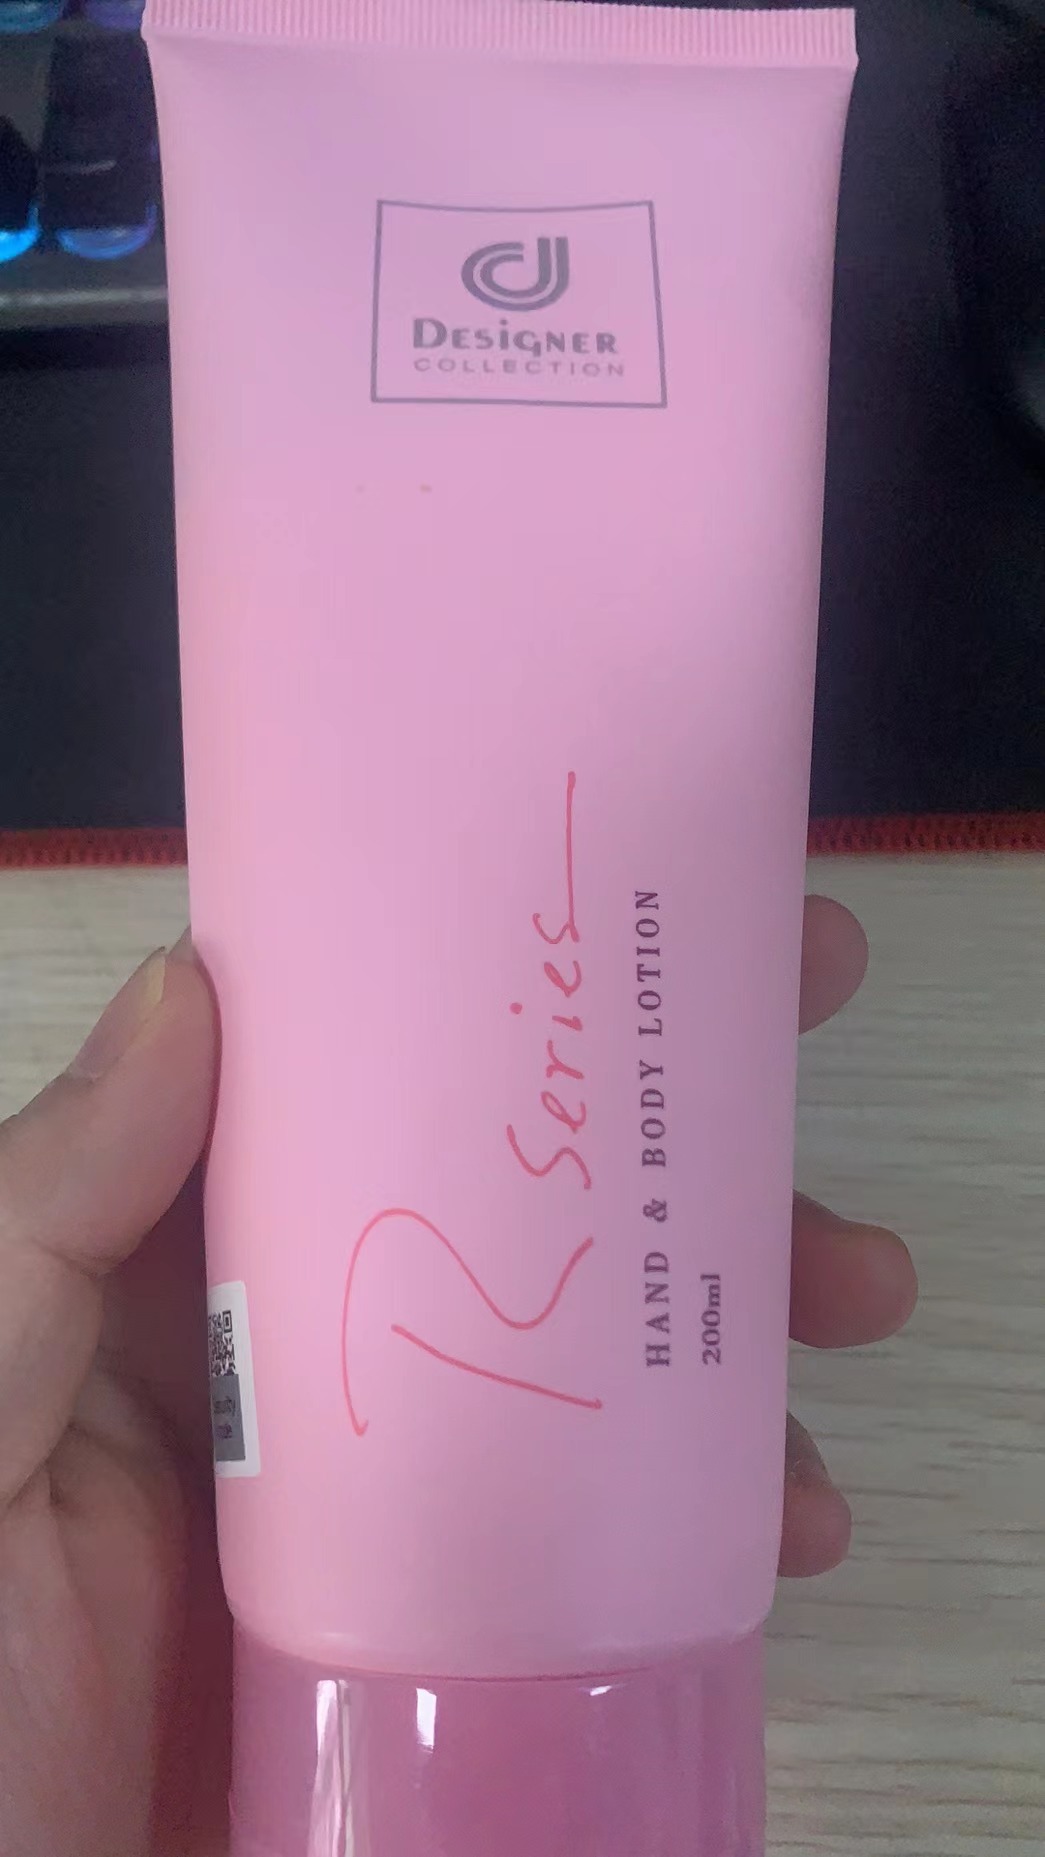 DESiGNER
COLLECTION
R Series
HAND & BODY LOTION
200ml